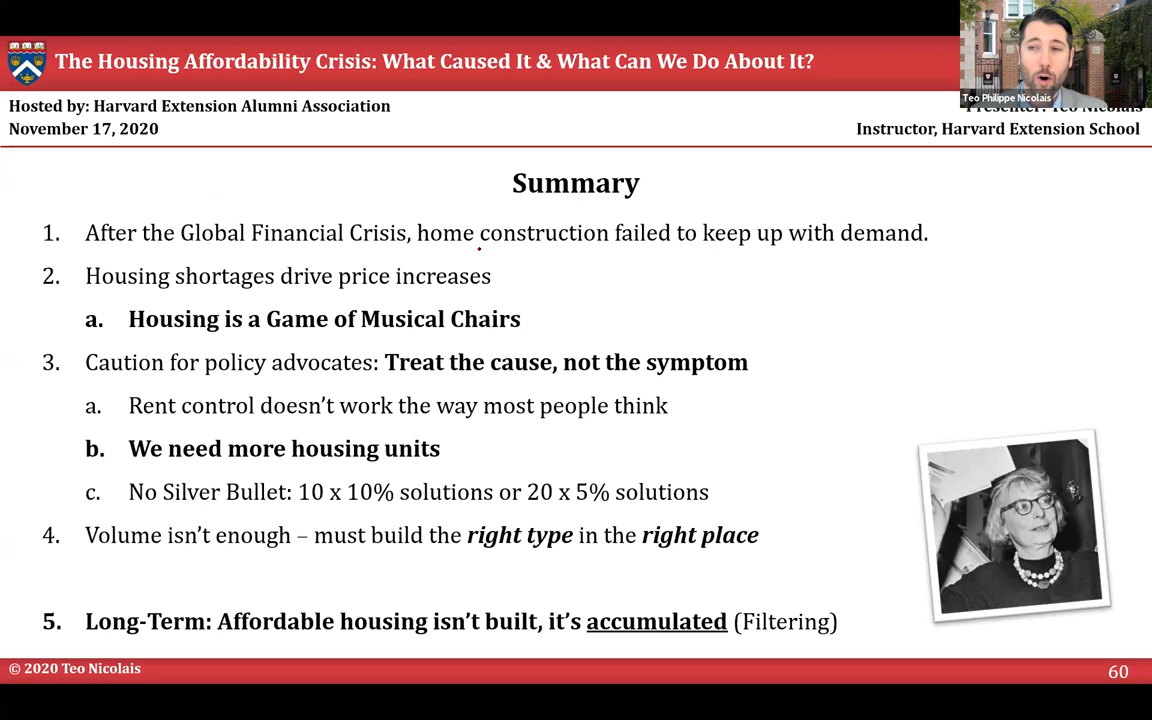 The Housing Affordability Crisis: What Caused It & What Can We Do About It?
Teo Philippe Nicolais
Hosted by: Harvard Extension Alumni Association
Presenter: Teo Nicolais
November 17, 2020
Instructor, Harvard Extension School
Summary
1. After the Global Financial Crisis, home construction failed to keep up with demand.
2. Housing shortages drive price increases
a. Housing is a Game of Musical Chairs
3. Caution for policy advocates: Treat the cause, not the symptom
a. Rent control doesn’t work the way most people think
b. We need more housing units
c. No Silver Bullet: 10 x 10% solutions or 20 x 5% solutions
4. Volume isn’t enough – must build the right type in the right place
5. Long-Term: Affordable housing isn’t built, it’s accumulated (Filtering)
© 2020 Teo Nicolais
60